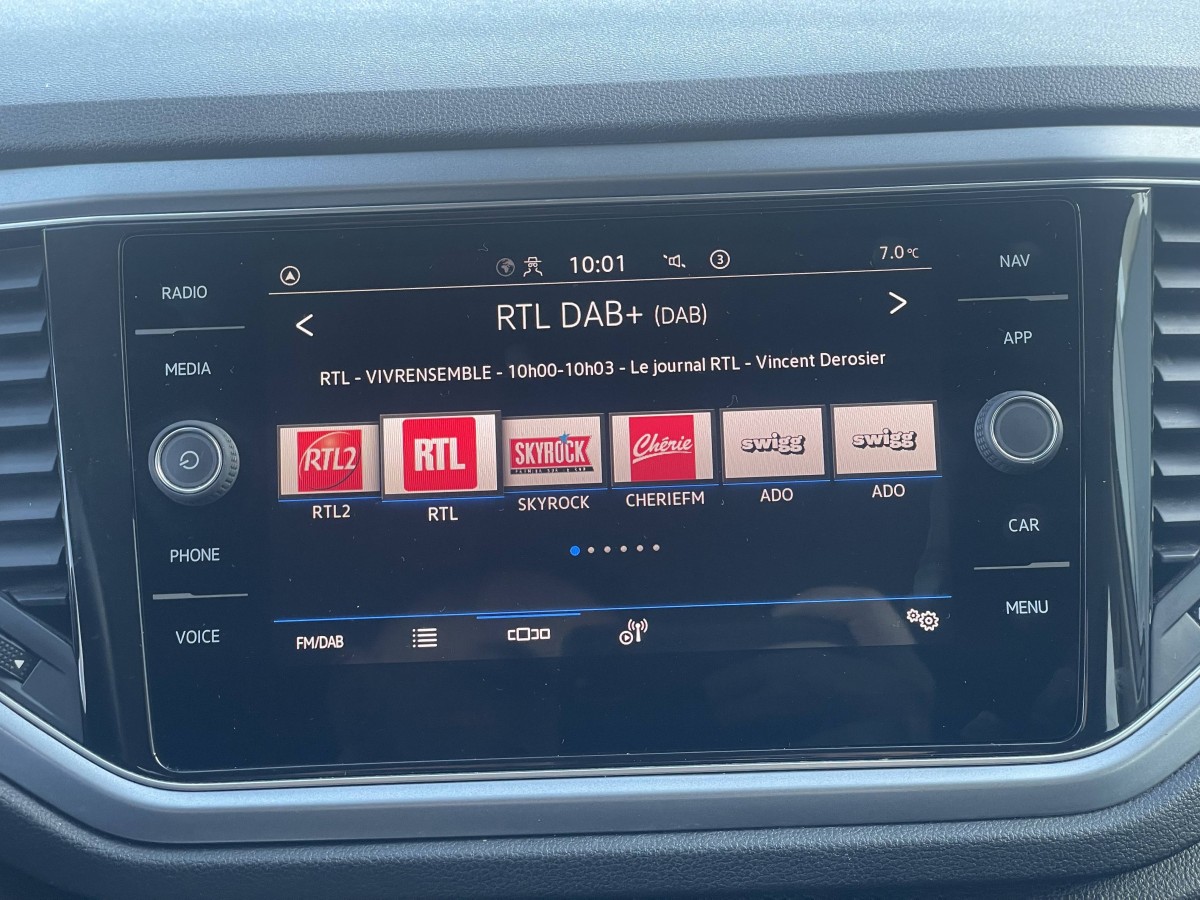 RADIO
MEDIA
PHONE
VOICE
10:01
3
7.0°C
< RTL DAB+ (DAB) >
RTL - VIVRENSEMBLE - 10h00-10h03 - Le journal RTL - Vincent Derosier
RTL2
RTL
SKYROCK
Chérie
swigg
swigg
RTL2
RTL
SKYROCK
CHERIEFM
ADO
ADO
FM/DAB
NAV
APP
CAR
MENU